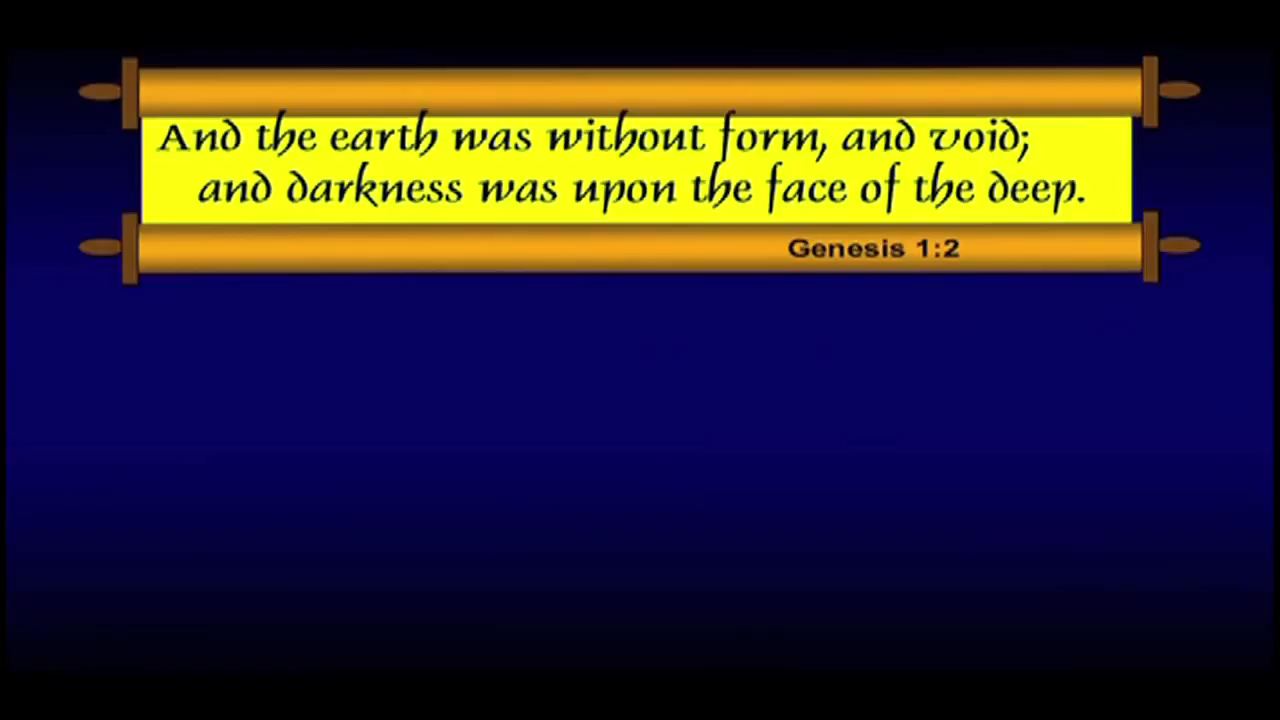 And the earth was without form, and void;
and darkness was upon the face of the deep.
Genesis 1:2